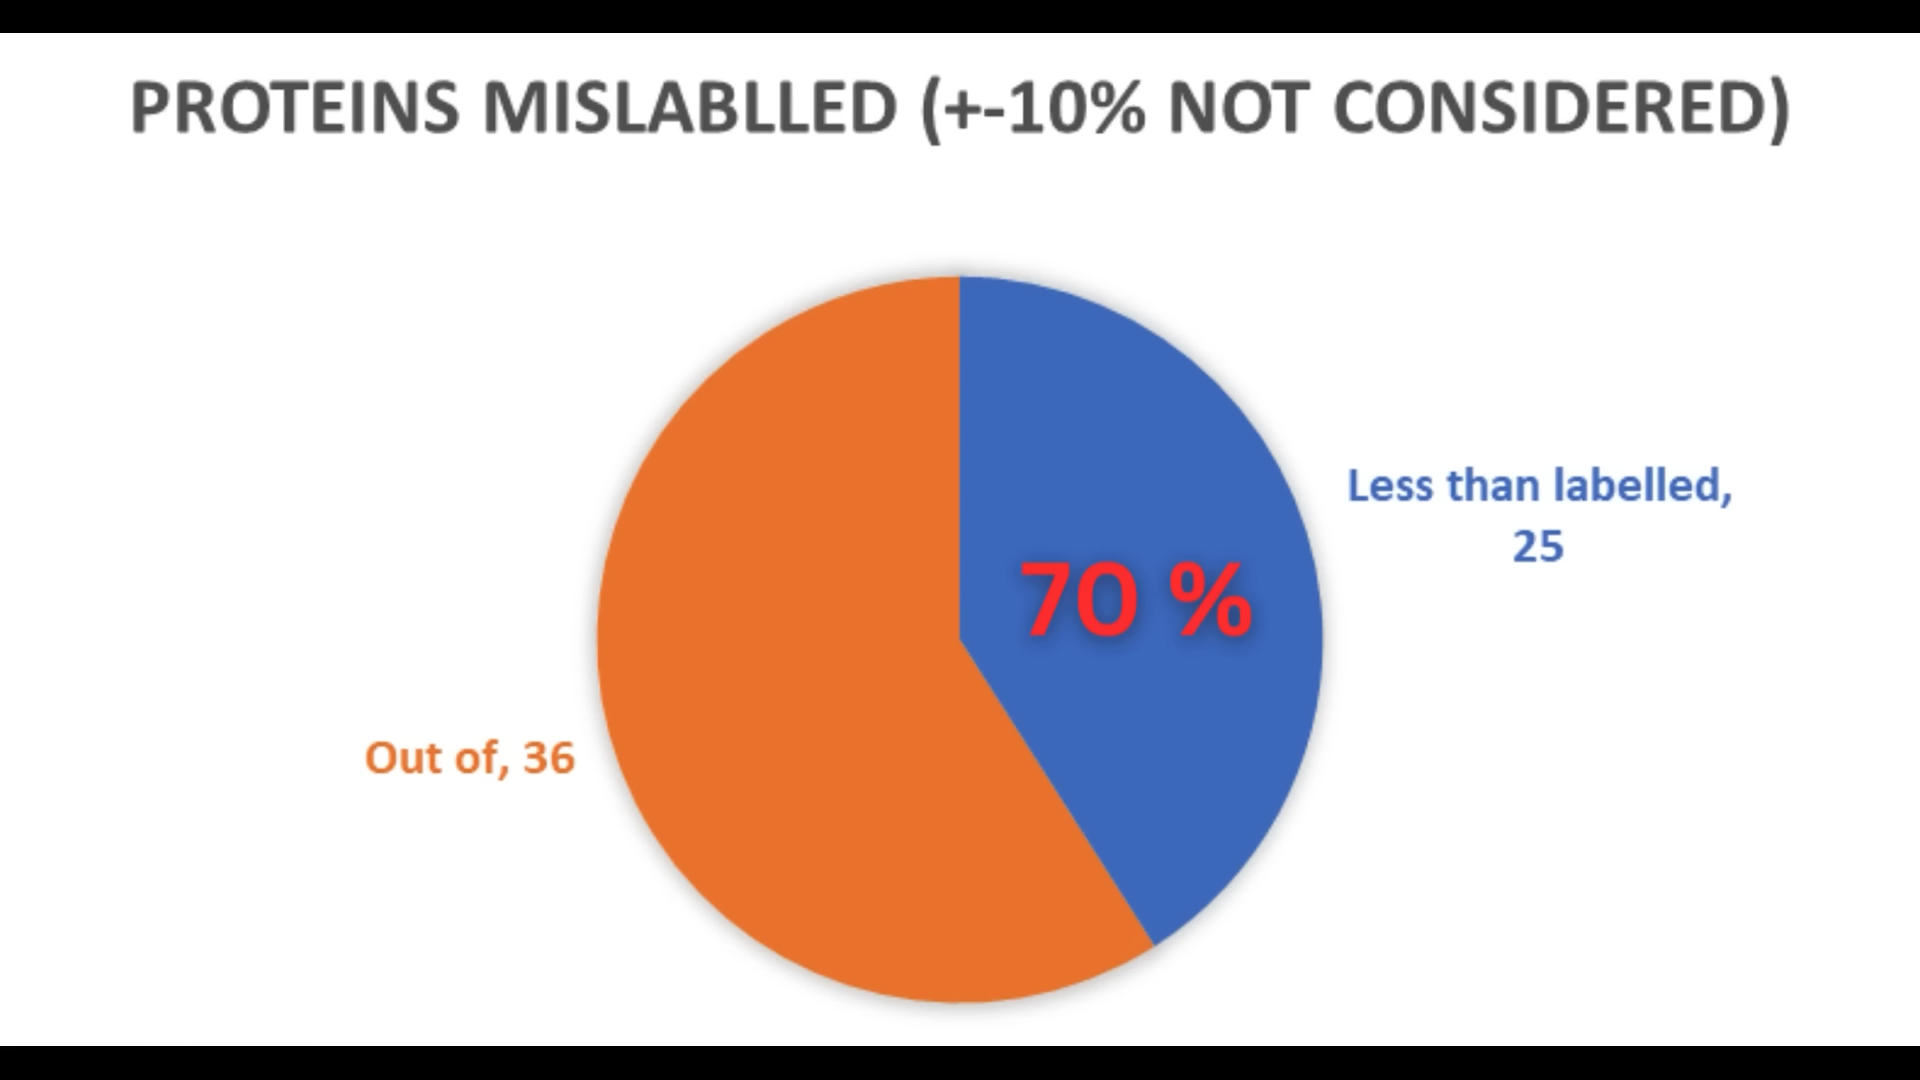 PROTEINS MISLABLLED (+-10% NOT CONSIDERED)
Less than labelled,
25
70 %
Out of, 36